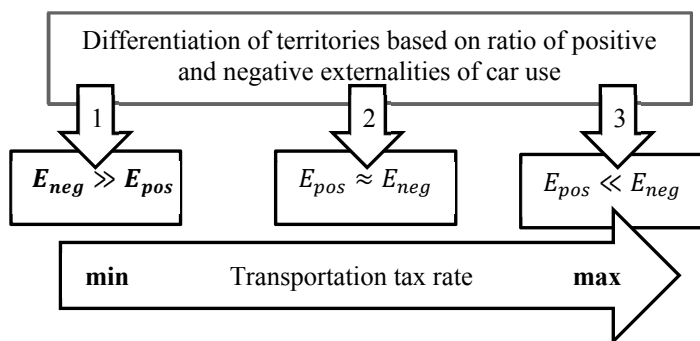 Differentiation of territories based on ratio of positive
and negative externalities of car use
1 2 3
E_neg ≫ E_pos E_pos ≈ E_neg E_pos ≪ E_neg
min Transportation tax rate max